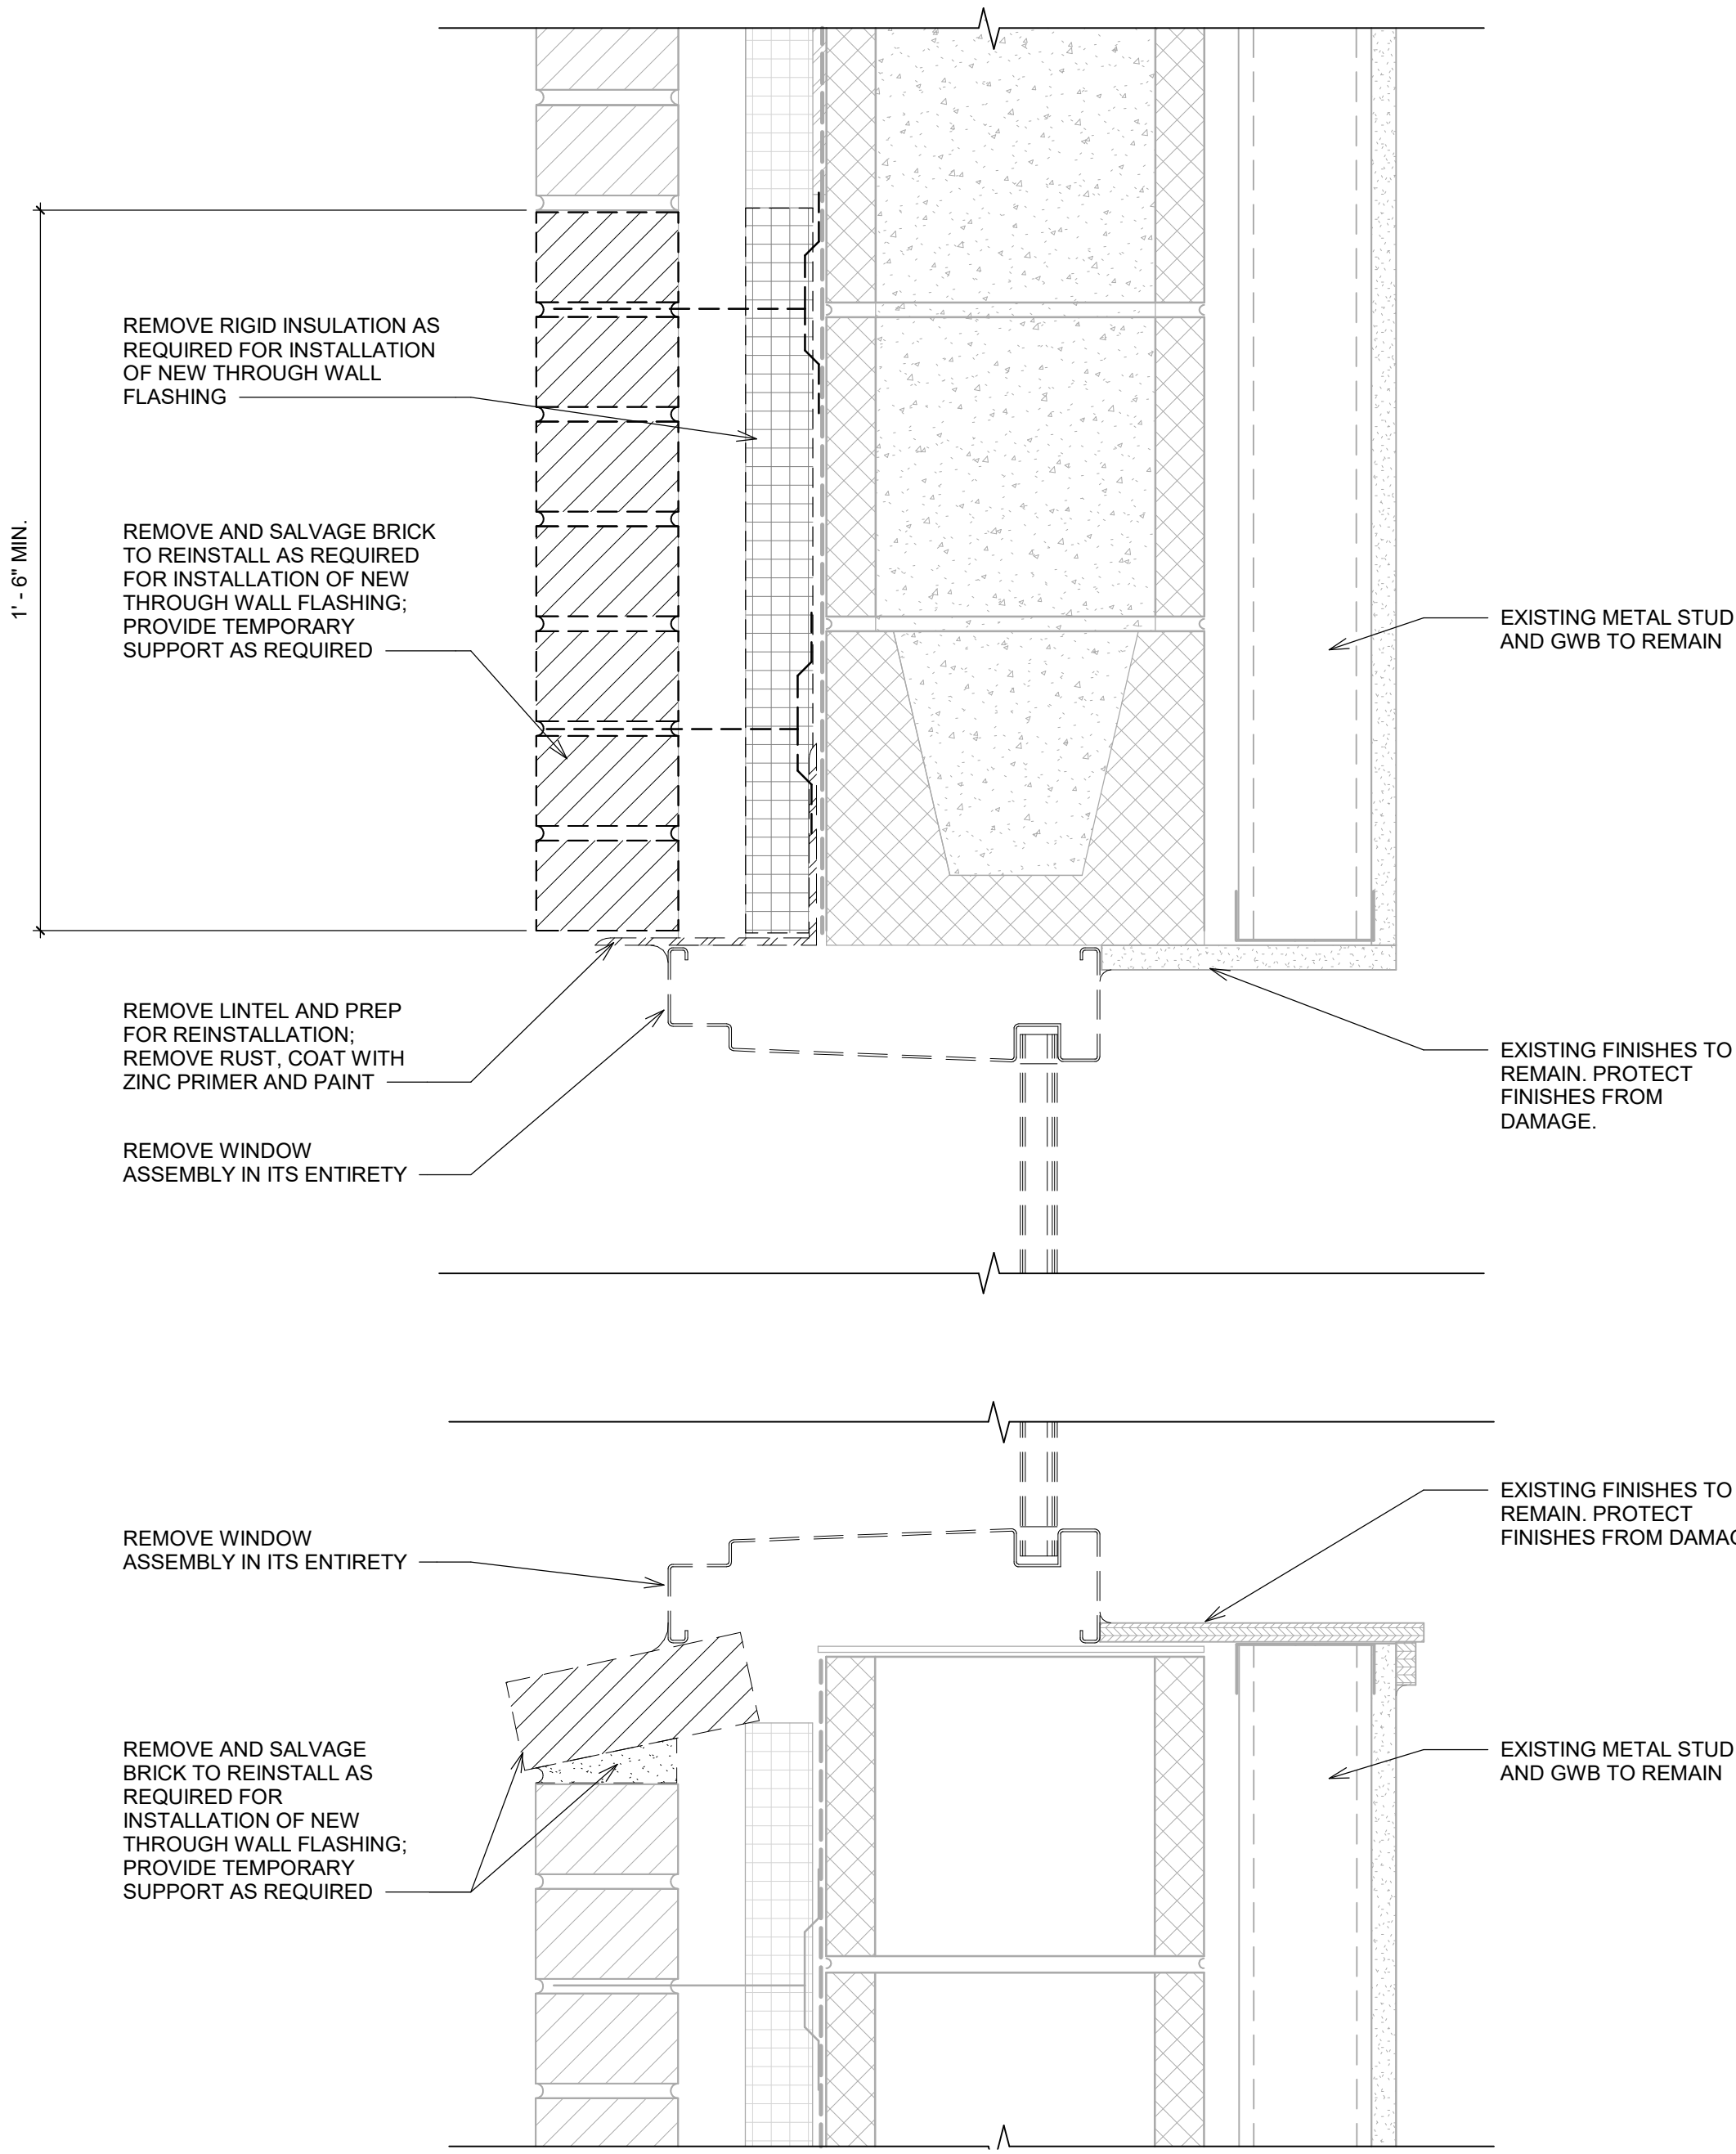 REMOVE RIGID INSULATION AS
REQUIRED FOR INSTALLATION
OF NEW THROUGH WALL
FLASHING
1' - 6" MIN.
REMOVE AND SALVAGE BRICK
TO REINSTALL AS REQUIRED
FOR INSTALLATION OF NEW
THROUGH WALL FLASHING;
PROVIDE TEMPORARY
SUPPORT AS REQUIRED
EXISTING METAL STUD
AND GWB TO REMAIN
REMOVE LINTEL AND PREP
FOR REINSTALLATION;
REMOVE RUST, COAT WITH
ZINC PRIMER AND PAINT
EXISTING FINISHES TO
REMAIN. PROTECT
FINISHES FROM
DAMAGE.
REMOVE WINDOW
ASSEMBLY IN ITS ENTIRETY
EXISTING FINISHES TO
REMAIN. PROTECT
FINISHES FROM
REMOVE WINDOW
ASSEMBLY IN ITS ENTIRETY
REMOVE AND SALVAGE
BRICK TO REINSTALL AS
REQUIRED FOR
INSTALLATION OF NEW
THROUGH WALL FLASHING;
PROVIDE TEMPORARY
SUPPORT AS REQUIRED
EXISTING METAL STUD
AND GWB TO REMAIN